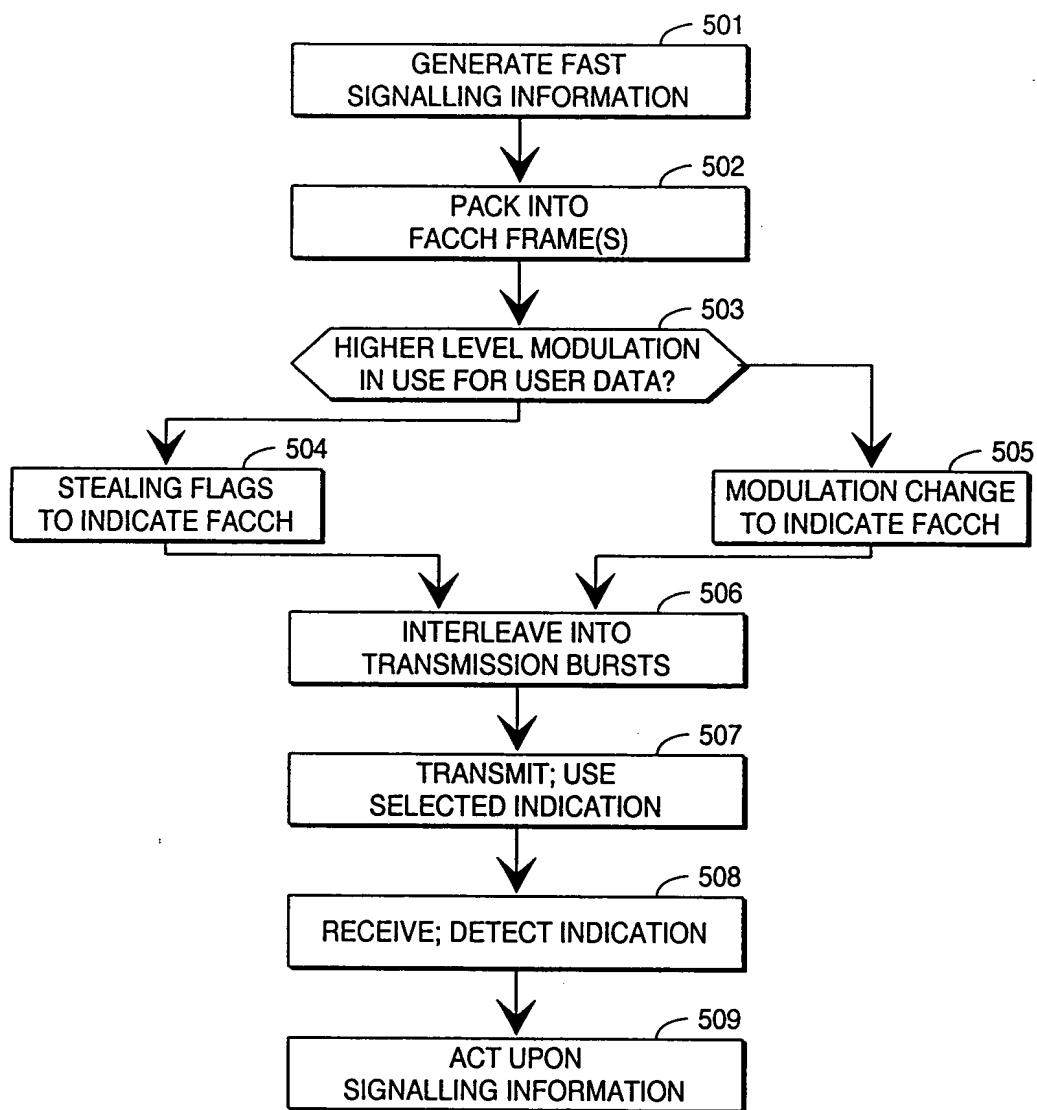 501
GENERATE FAST
SIGNALLING INFORMATION
502
PACK INTO
FACCH FRAME(S)
503
HIGHER LEVEL MODULATION
IN USE FOR USER DATA?
504
STEALING FLAGS
TO INDICATE FACCH
505
MODULATION CHANGE
TO INDICATE FACCH
506
INTERLEAVE INTO
TRANSMISSION BURSTS
507
TRANSMIT; USE
SELECTED INDICATION
508
RECEIVE; DETECT INDICATION
509
ACT UPON
SIGNALLING INFORMATION